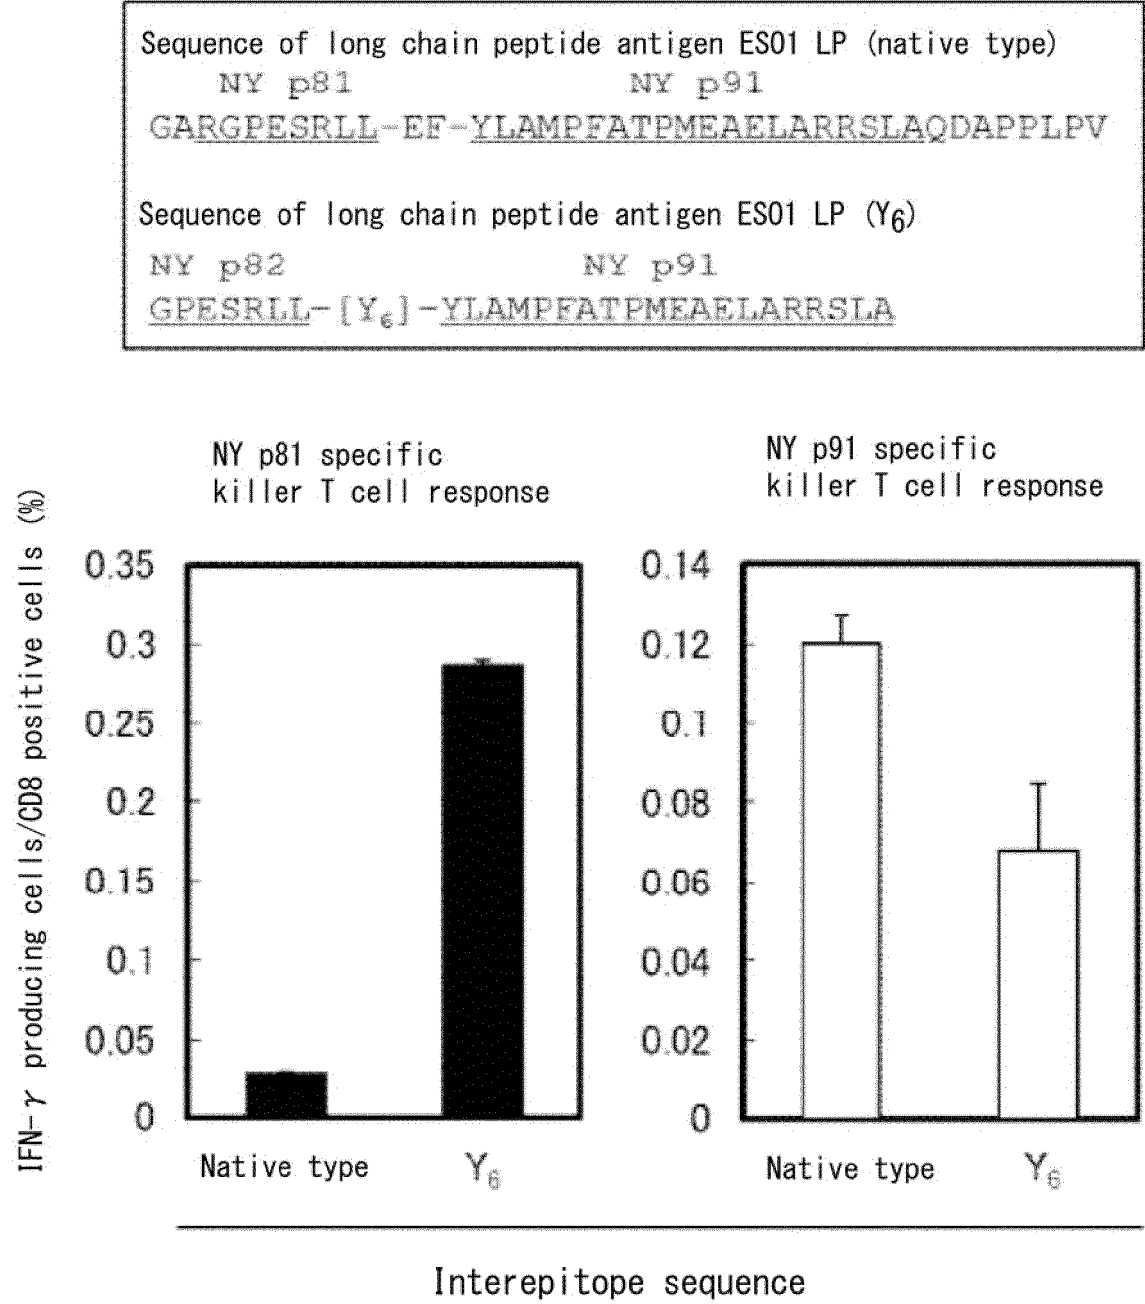 Sequence of long chain peptide antigen ESO1 LP (native type)
NY p81 NY p91
GARGPESRLL-EF-YLAMPFATPMEAELARRSLAQDAPPLPV
Sequence of long chain peptide antigen ESO1 LP (Y6)
NY p82 NY p91
GPESRLL-[Y6]-YLAMPFATPMEAELARRSLA
NY p81 specific
killer T cell response
NY p91 specific
killer T cell response
IFN-γ producing cells/CD8 positive cells (%)
0.35
0.3
0.25
0.2
0.15
0.1
0.05
0
0.14
0.12
0.1
0.08
0.06
0.04
0.02
0
Native type Y6
Native type Y6
Interepitope sequence